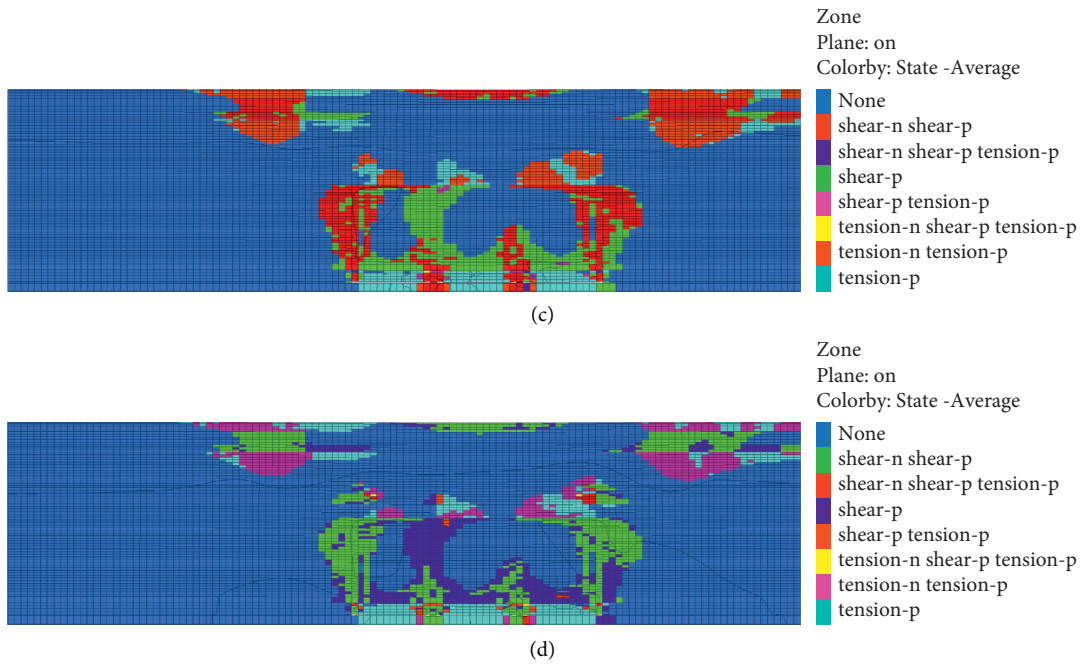 Zone
Plane: on
Colorby: State -Average
None
shear-n shear-p
shear-n shear-p tension-p
shear-p
shear-p tension-p
tension-n shear-p tension-p
tension-n tension-p
tension-p
(c)
Zone
Plane: on
Colorby: State -Average
None
shear-n shear-p
shear-n shear-p tension-p
shear-p
shear-p tension-p
tension-n shear-p tension-p
tension-n tension-p
tension-p
(d)